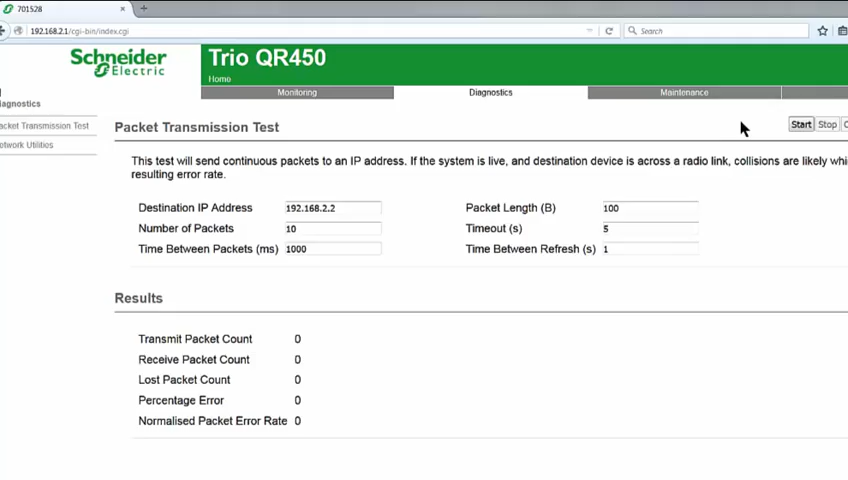 701528
192.168.2.1/cgi-bin/index.cgi
Search
Schneider
Electric
Trio QR450
Home
Monitoring
Diagnostics
Maintenance
iagnostics
acket Transmission Test
etwork Utilities
Packet Transmission Test
Start
Stop
This test will send continuous packets to an IP address. If the system is live, and destination device is across a radio link, collisions are likely whic
resulting error rate.
Destination IP Address 192.168.2.2
Packet Length (B) 100
Number of Packets 10
Timeout (s) 5
Time Between Packets (ms) 1000
Time Between Refresh (s) 1
Results
Transmit Packet Count 0
Receive Packet Count 0
Lost Packet Count 0
Percentage Error 0
Normalised Packet Error Rate 0